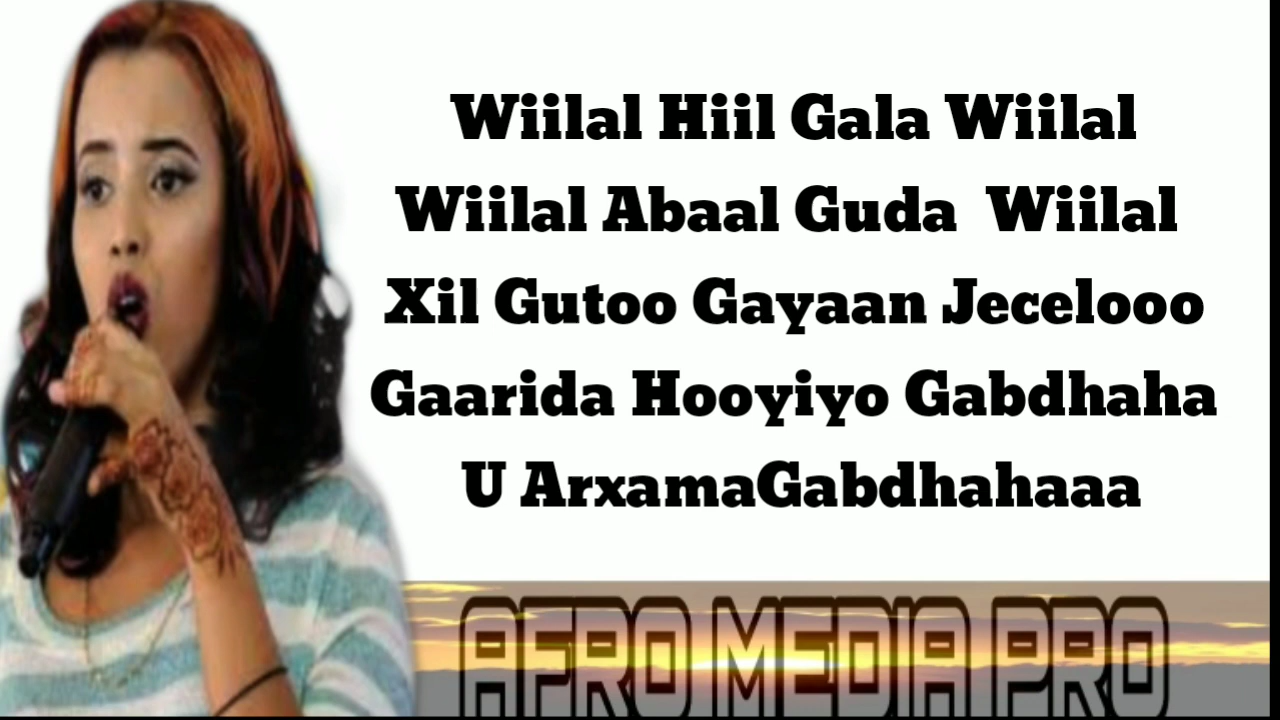 Wiilal Hiil Gala Wiilal
Wiilal Abaal Guda Wiilal
Xil Gutoo Gayaan Jecelooo
Gaarida Hooyiyo Gabdhaha
U ArxamaGabdhahaaa
AFRO MEDIA PRO